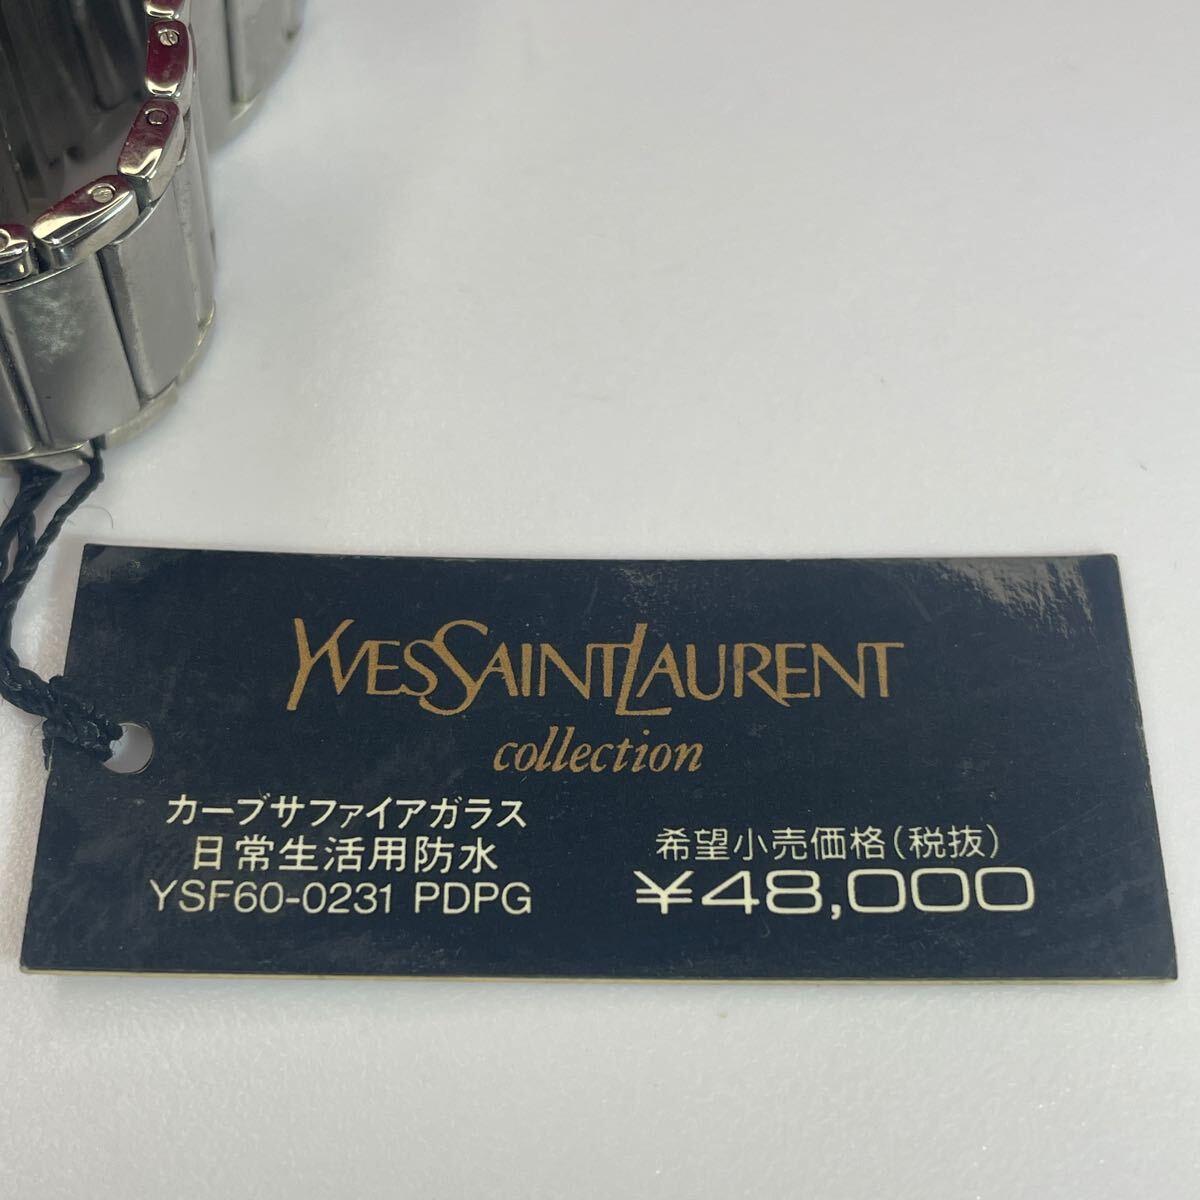 YVESSAINTLAURENT
collection
カーブサファイアガラス
日常生活用防水
YSF60-0231 PDPG
希望小売価格(税抜)
¥48,000